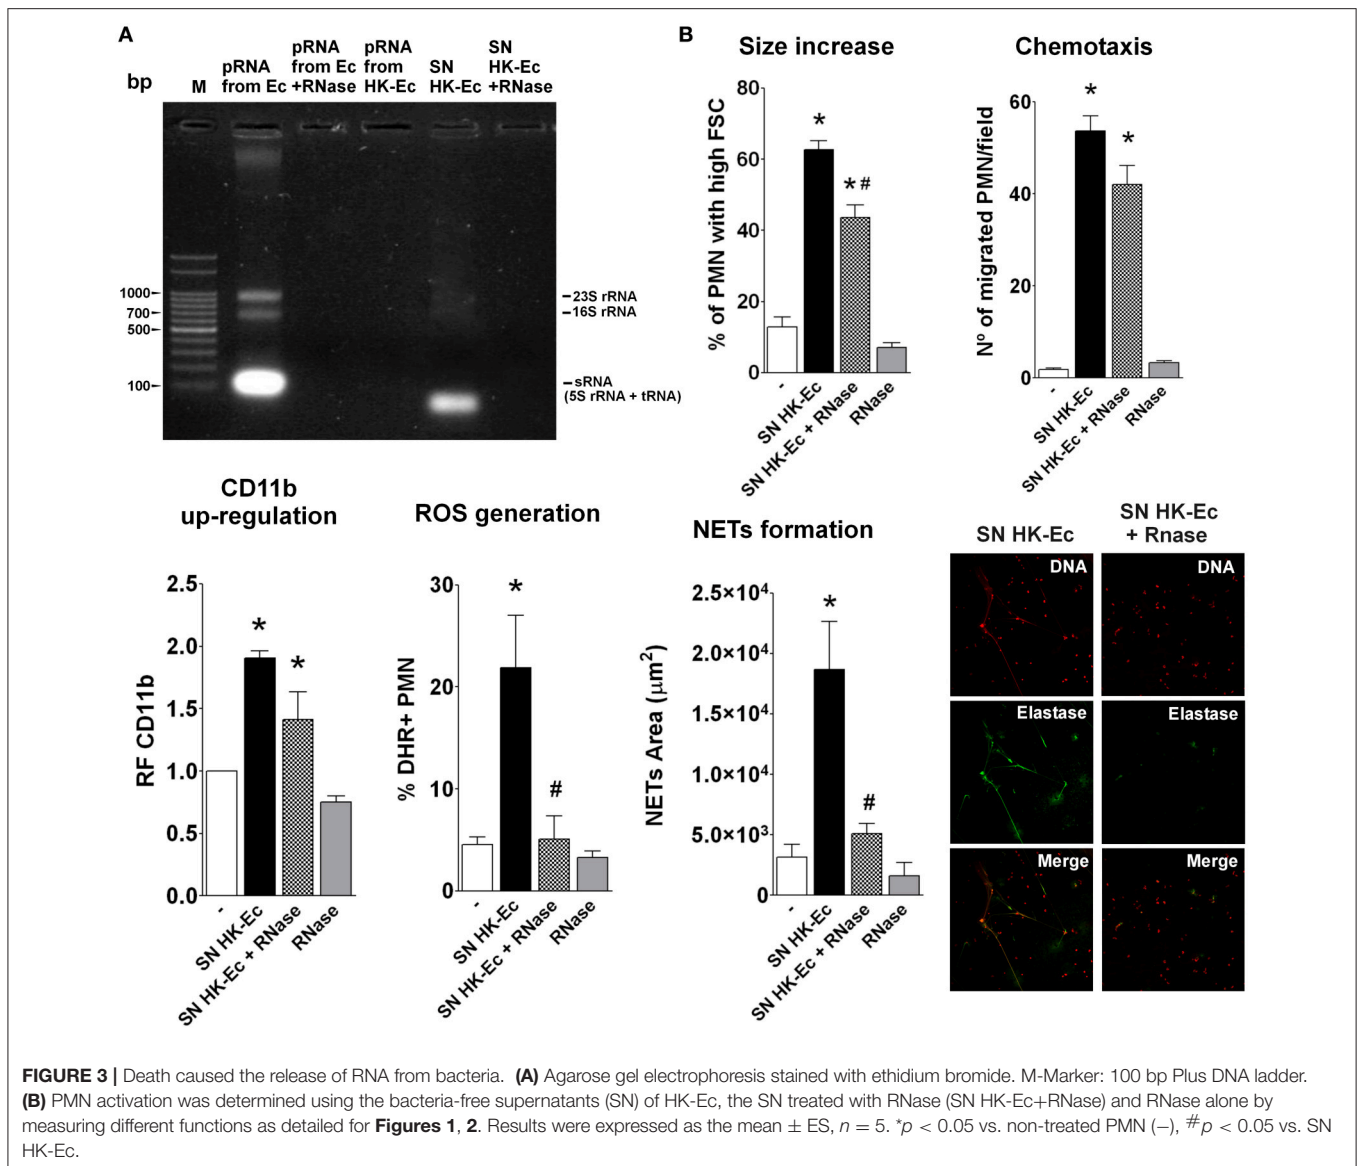 A
bp
M
pRNA
from Ec
pRNA
from Ec
+RNase
pRNA
from
HK-Ec
SN
HK-Ec
SN
HK-Ec
+RNase
1000
700
500
100
23S rRNA
16S rRNA
sRNA
(5S rRNA + tRNA)
B
Size increase
% of PMN with high FSC
80
60
40
20
0
*
*#
-
SN HK-Ec
SN HK-Ec + RNase
RNase
Chemotaxis
Nº of migrated PMN/field
60
40
20
0
*
*
-
SN HK-Ec
SN HK-Ec + RNase
RNase
CD11b
up-regulation
RF CD11b
2.5
2.0
1.5
1.0
0.5
0.0
*
*
-
SN HK-Ec
SN HK-Ec + RNase
RNase
ROS generation
% DHR+ PMN
30
20
10
0
*
#
-
SN HK-Ec
SN HK-Ec + RNase
RNase
NETs formation
NETs Area (μm²)
2.5×10⁴
2.0×10⁴
1.5×10⁴
1.0×10⁴
5.0×10³
0
*
#
-
SN HK-Ec
SN HK-Ec + RNase
RNase
SN HK-Ec
SN HK-Ec
+ Rnase
DNA
DNA
Elastase
Elastase
Merge
Merge
FIGURE 3 | Death caused the release of RNA from bacteria. (A) Agarose gel electrophoresis stained with ethidium bromide. M-Marker: 100 bp Plus DNA ladder.
(B) PMN activation was determined using the bacteria-free supernatants (SN) of HK-Ec, the SN treated with RNase (SN HK-Ec+RNase) and RNase alone by
measuring different functions as detailed for Figures 1, 2. Results were expressed as the mean ± ES, n = 5. *p < 0.05 vs. non-treated PMN (−), #p < 0.05 vs. SN
HK-Ec.